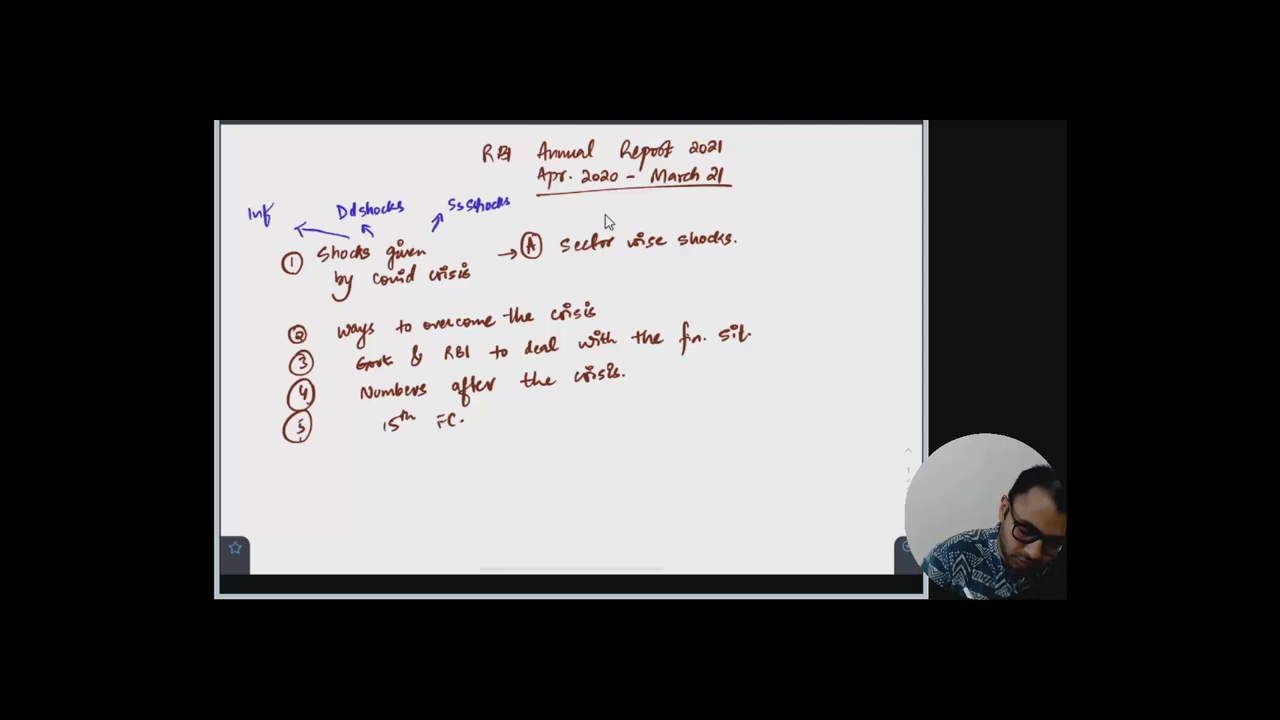 RBI Annual Report 2021
Apr. 2020 - March 21
Inf Dd shocks Ss shocks
① Shocks given → Ⓐ Sector wise shocks.
by covid crisis
② Ways to overcome the crisis
③ Govt & RBI to deal with the fin. sit.
④ Numbers after the crisis.
⑤ 15th FC.